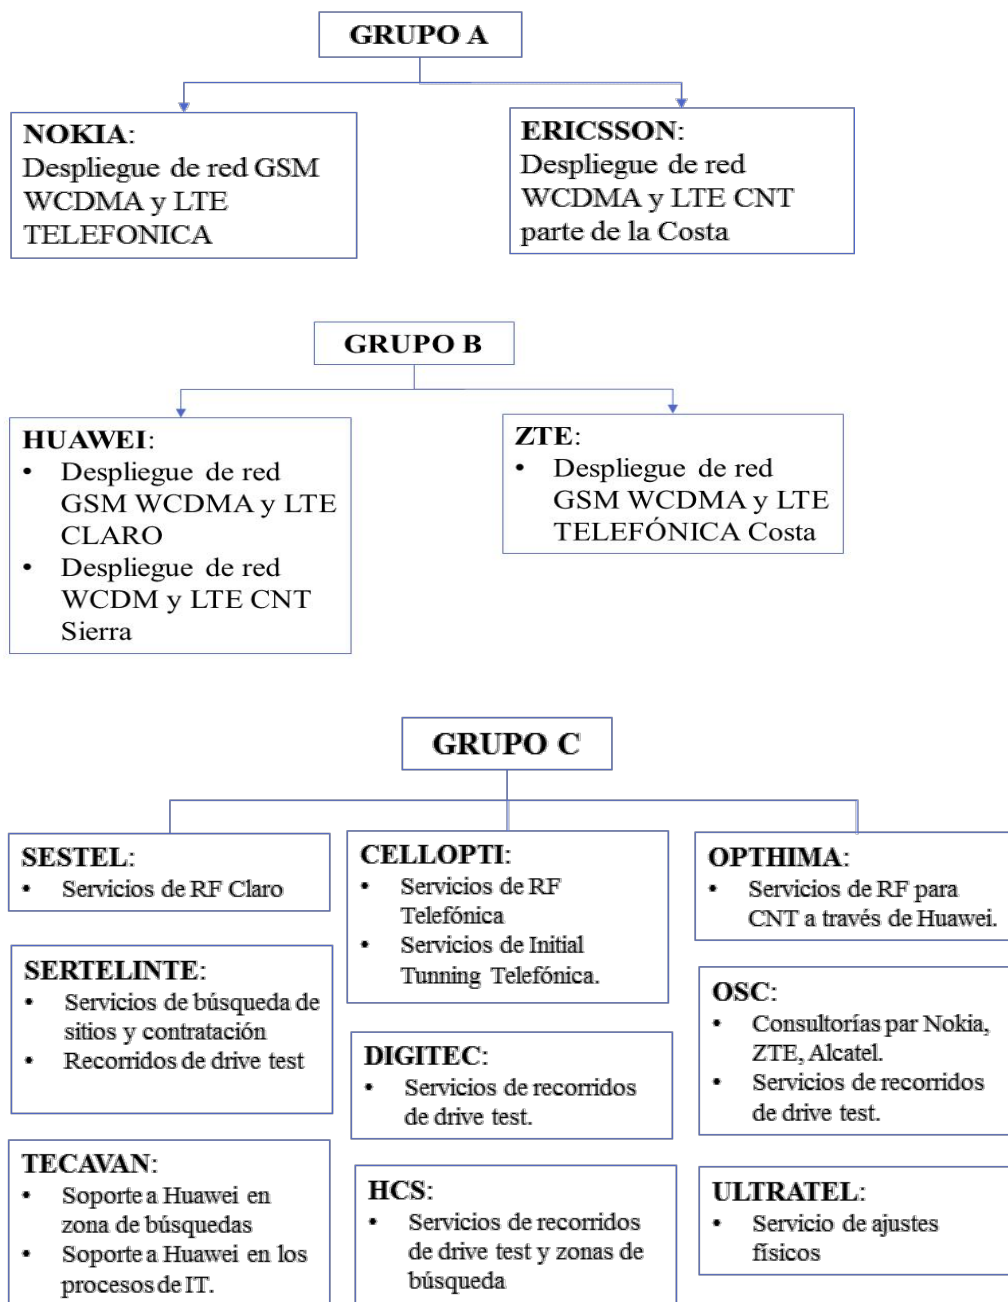 GRUPO A
NOKIA:
Despliegue de red GSM
WCDMA y LTE
TELEFONICA
ERICSSON:
Despliegue de red
WCDMA y LTE CNT
parte de la Costa
GRUPO B
HUAWEI:
• Despliegue de red
GSM WCDMA y LTE
CLARO
• Despliegue de red
WCDM y LTE CNT
Sierra
ZTE:
• Despliegue de red
GSM WCDMA y LTE
TELEFÓNICA Costa
GRUPO C
SESTEL:
• Servicios de RF Claro
CELLOPTI:
• Servicios de RF
Telefónica
• Servicios de Initial
Tunning Telefónica.
OPTHIMA:
• Servicios de RF para
CNT a través de Huawei.
SERTELINTE:
• Servicios de búsqueda de
sitios y contratación
• Recorridos de drive test
DIGITEC:
• Servicios de recorridos
de drive test.
OSC:
• Consultorías par Nokia,
ZTE, Alcatel.
• Servicios de recorridos
de drive test.
TECAVAN:
• Soporte a Huawei en
zona de búsquedas
• Soporte a Huawei en los
procesos de IT.
HCS:
• Servicios de recorridos
de drive test y zonas de
búsqueda
ULTRATEL:
• Servicio de ajustes
físicos